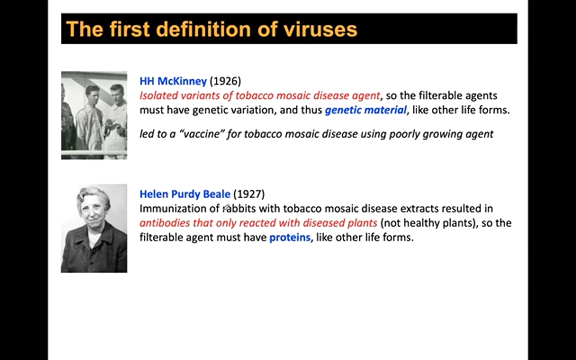 The first definition of viruses
HH McKinney (1926)
Isolated variants of tobacco mosaic disease agent, so the filterable agents
must have genetic variation, and thus genetic material, like other life forms.
led to a “vaccine” for tobacco mosaic disease using poorly growing agent
Helen Purdy Beale (1927)
Immunization of rabbits with tobacco mosaic disease extracts resulted in
antibodies that only reacted with diseased plants (not healthy plants), so the
filterable agent must have proteins, like other life forms.